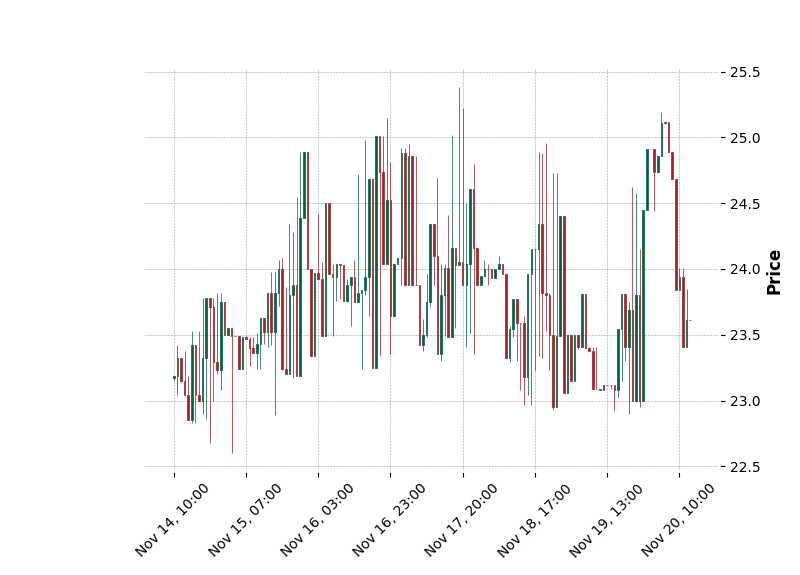 25.5
25.0
24.5
24.0
23.5
23.0
22.5
Price
Nov 14, 10:00
Nov 15, 07:00
Nov 16, 03:00
Nov 16, 23:00
Nov 17, 20:00
Nov 18, 17:00
Nov 19, 13:00
Nov 20, 10:00